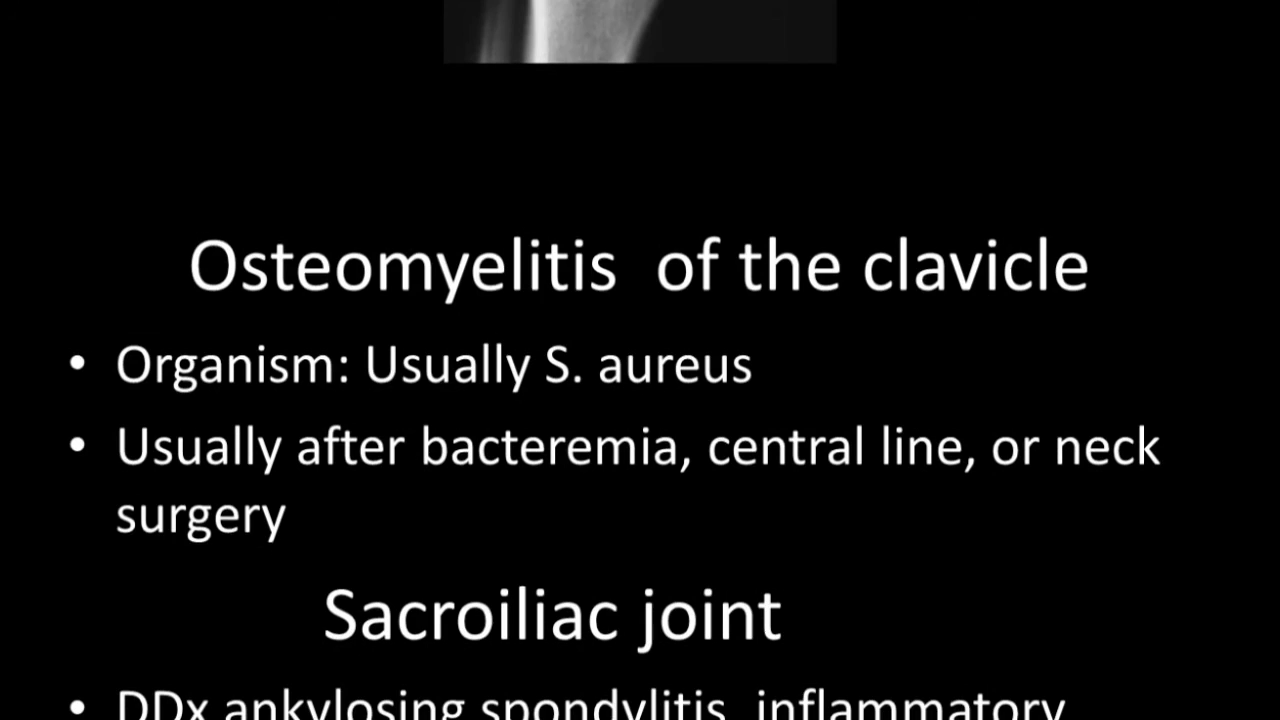 Osteomyelitis  of the clavicle
• Organism: Usually S. aureus
• Usually after bacteremia, central line, or neck
surgery
Sacroiliac joint
• DDx ankylosing spondylitis, inflammatory